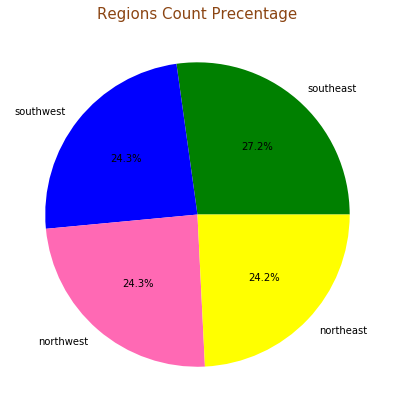 Regions Count Precentage
southeast
southwest
27.2%
24.3%
24.3%
24.2%
northwest
northeast